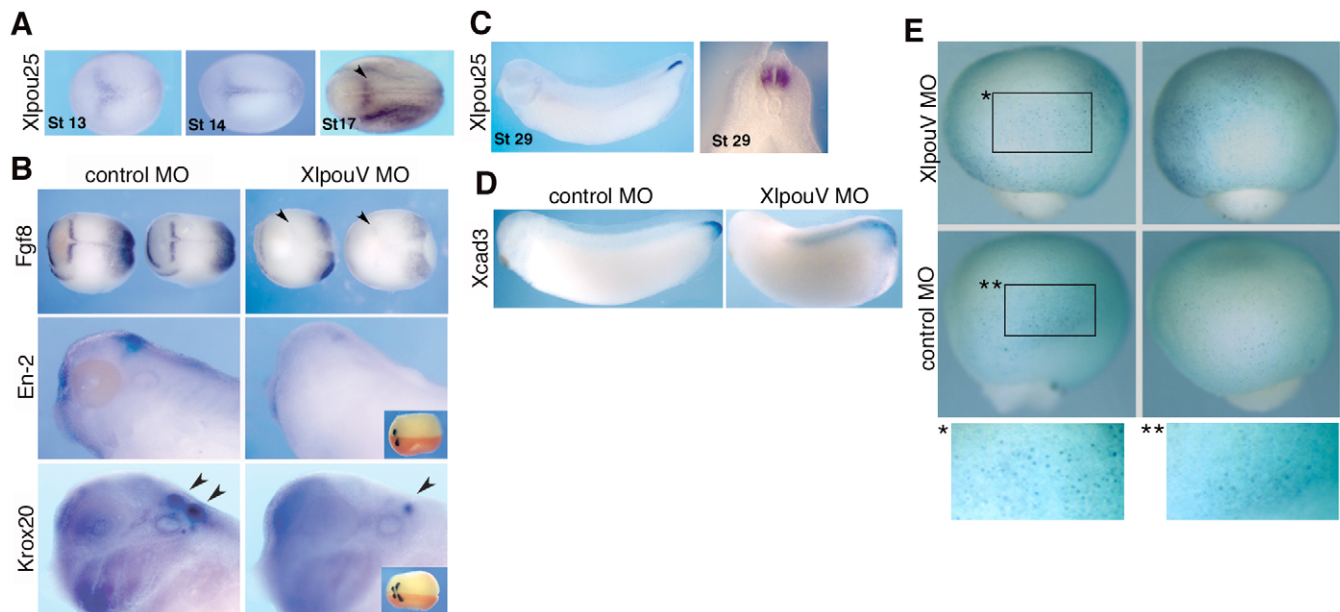 A
Xlpou25
St 13
St 14
St17
B
control MO
XlpouV MO
Fgf8
En-2
Krox20
C
Xlpou25
St 29
St 29
D
control MO
XlpouV MO
Xcad3
E
XlpouV MO
*
control MO
**
*
**